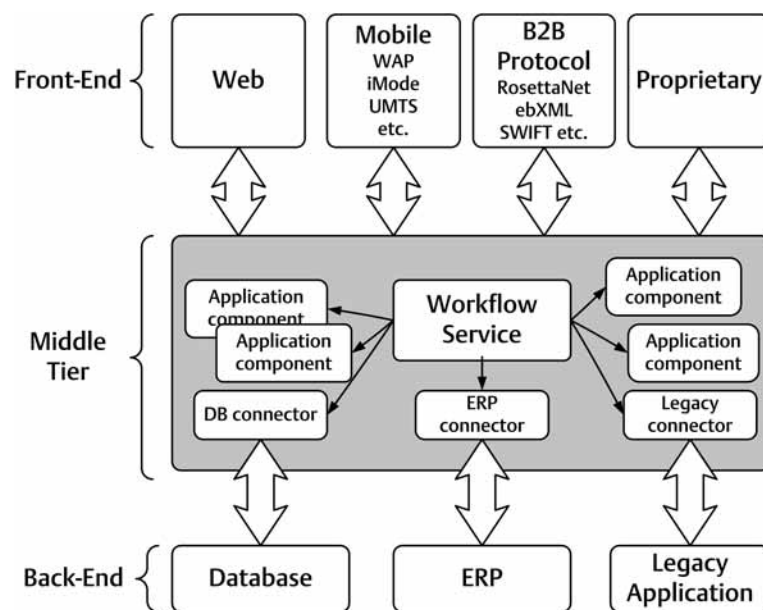 Front-End
Web
Mobile
WAP
iMode
UMTS
etc.
B2B
Protocol
RosettaNet
ebXML
SWIFT etc.
Proprietary
Middle
Tier
Application
component
Application
component
DB connector
Workflow
Service
ERP
connector
Application
component
Application
component
Legacy
connector
Back-End
Database
ERP
Legacy
Application